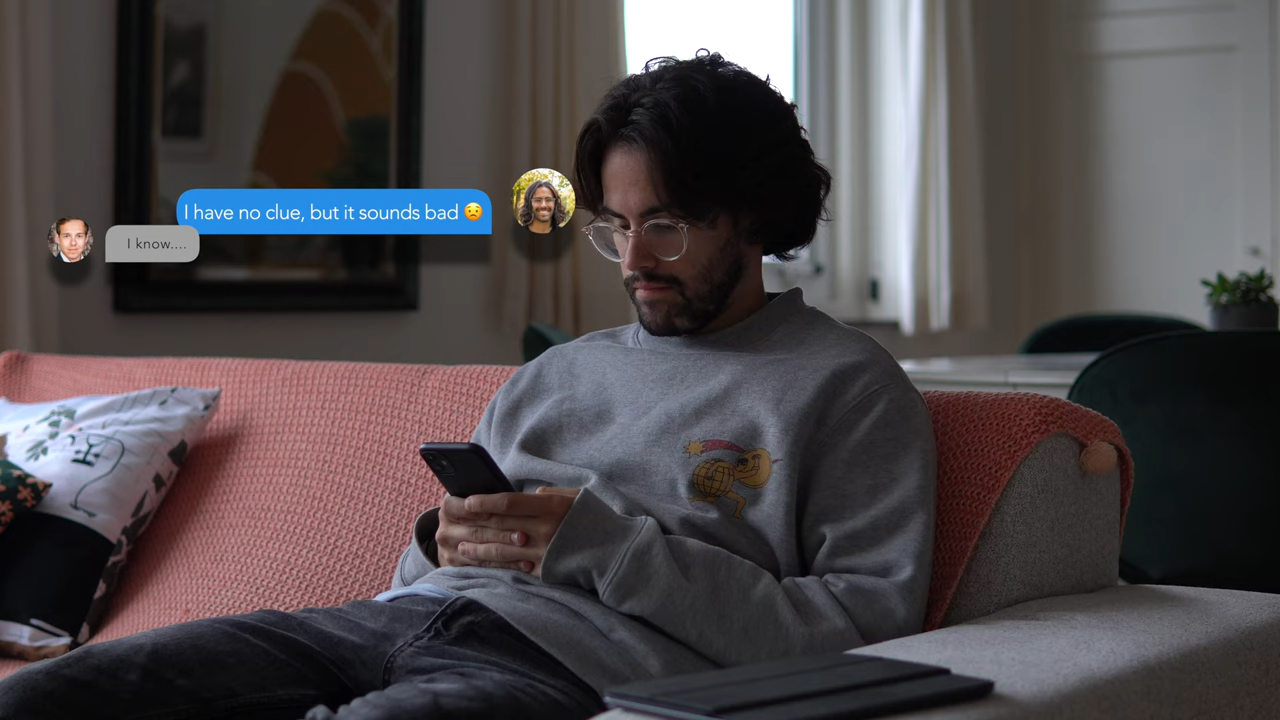 I have no clue, but it sounds bad 😟
I know....